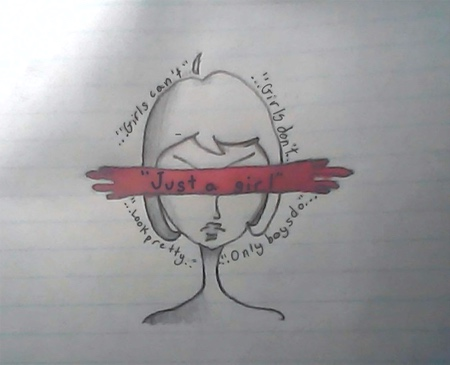 ..."Girls can't"
..."Girls don't..
"Just a girl"
"...Look pretty..."
..."Only boys do...